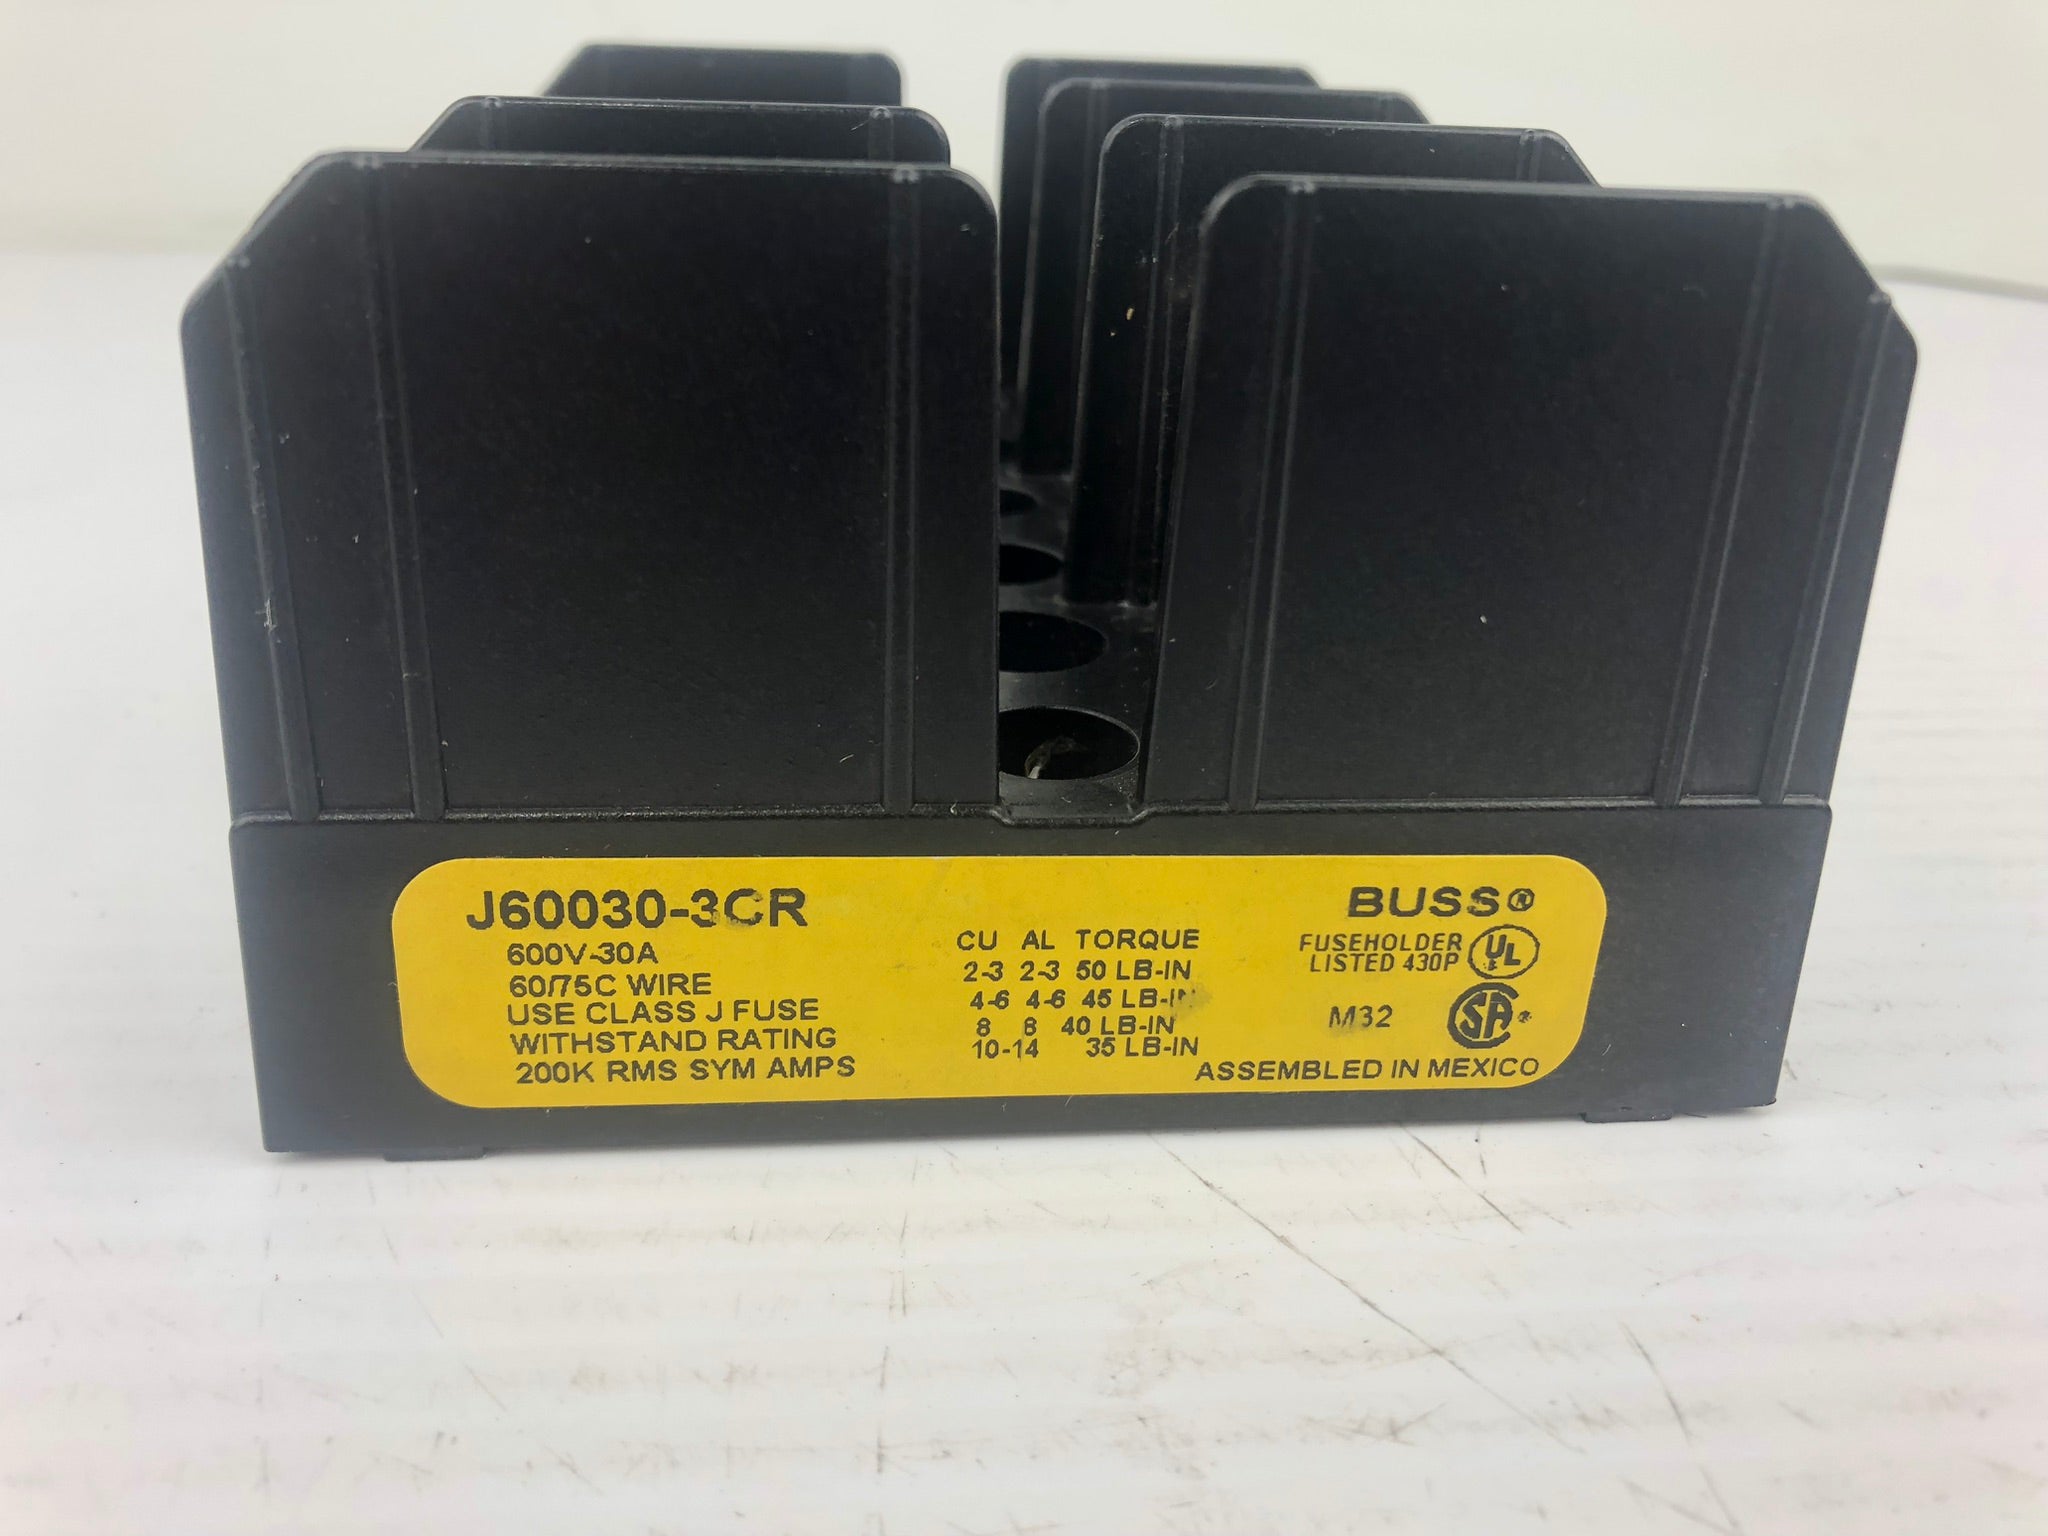 J60030-3CR
600V-30A
60/75C WIRE
USE CLASS J FUSE
WITHSTAND RATING
200K RMS SYM AMPS
CU AL TORQUE
2-3 2-3 50 LB-IN
4-6 4-6 45 LB-IN
8 8 40 LB-IN
10-14 35 LB-IN
BUSS®
FUSEHOLDER
LISTED 430P
UL
M32
SA
ASSEMBLED IN MEXICO